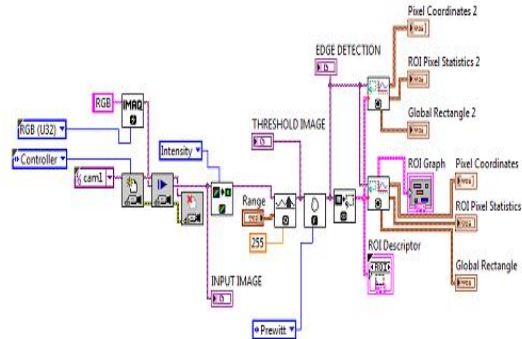 Pixel Coordinates 2
EDGE DETECTION
ROI Pixel Statistics 2
RGB
IMAQ
THRESHOLD IMAGE
Global Rectangle 2
RGB (U32)
Intensity
Controller
ROI Graph
Pixel Coordinates
cam1
Range
ROI Pixel Statistics
255
ROI Descriptor
INPUT IMAGE
Global Rectangle
Prewitt